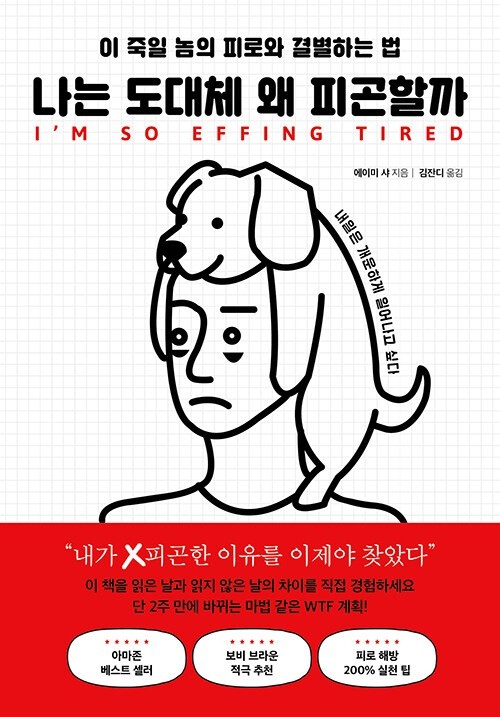 이 죽일 놈의 피로와 결별하는 법
나는 도대체 왜 피곤할까
I'M SO EFFING TIRED
에이미 샤 지음 | 김잔디 옮김
내일은 개운하게 일어나고 싶다
“내가 X피곤한 이유를 이제야 찾았다”
이 책을 읽은 날과 읽지 않은 날의 차이를 직접 경험하세요
단 2주 만에 바뀌는 마법 같은 WTF 계획!
★★★★★
아마존
베스트 셀러
★★★★★
보비 브라운
적극 추천
★★★★★
피로 해방
200% 실천 팁